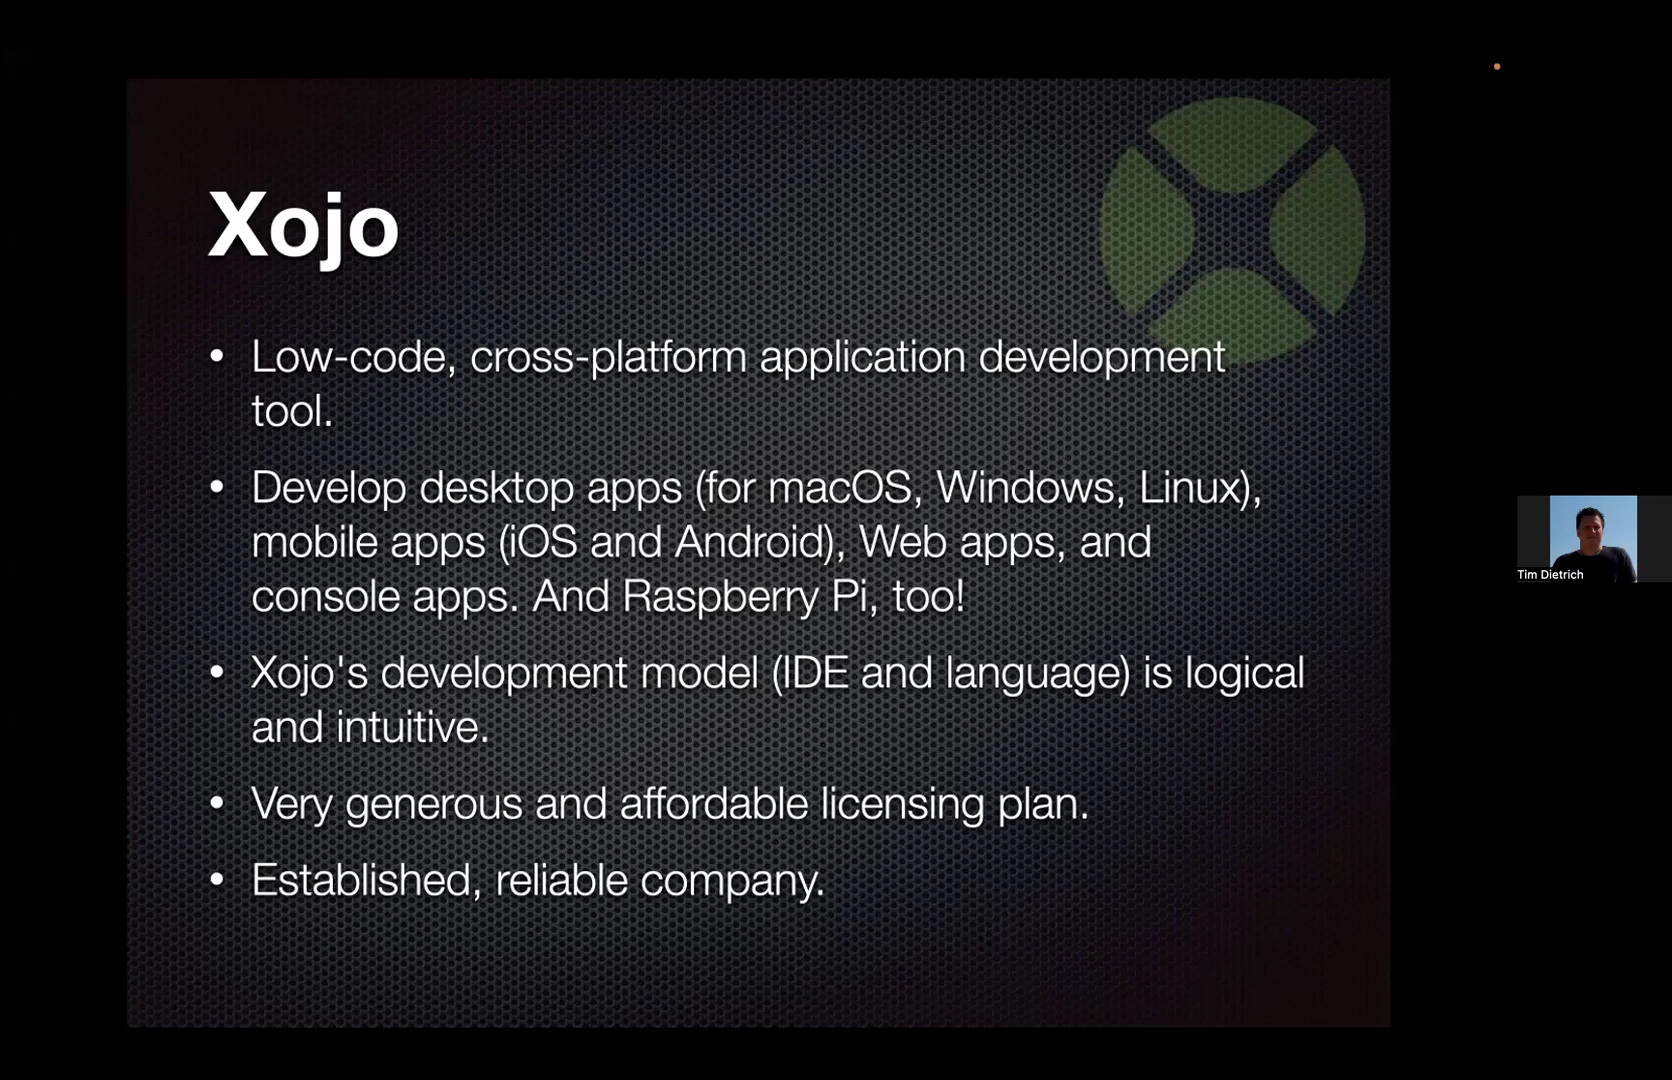 Xojo
• Low-code, cross-platform application development
tool.
• Develop desktop apps (for macOS, Windows, Linux),
mobile apps (iOS and Android), Web apps, and
console apps. And Raspberry Pi, too!
• Xojo's development model (IDE and language) is logical
and intuitive.
• Very generous and affordable licensing plan.
• Established, reliable company.
Tim Dietrich